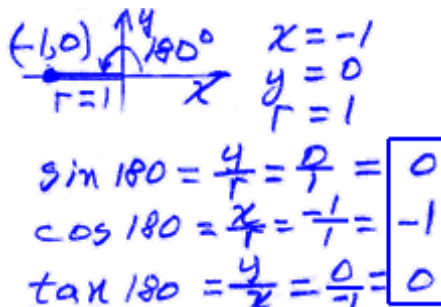 y
(-1,0) 180°
r=1 x
x = -1
y = 0
r = 1
sin 180 = y/r = 0/1 = 0
cos 180 = x/r = -1/1 = -1
tan 180 = y/x = 0/-1 = 0